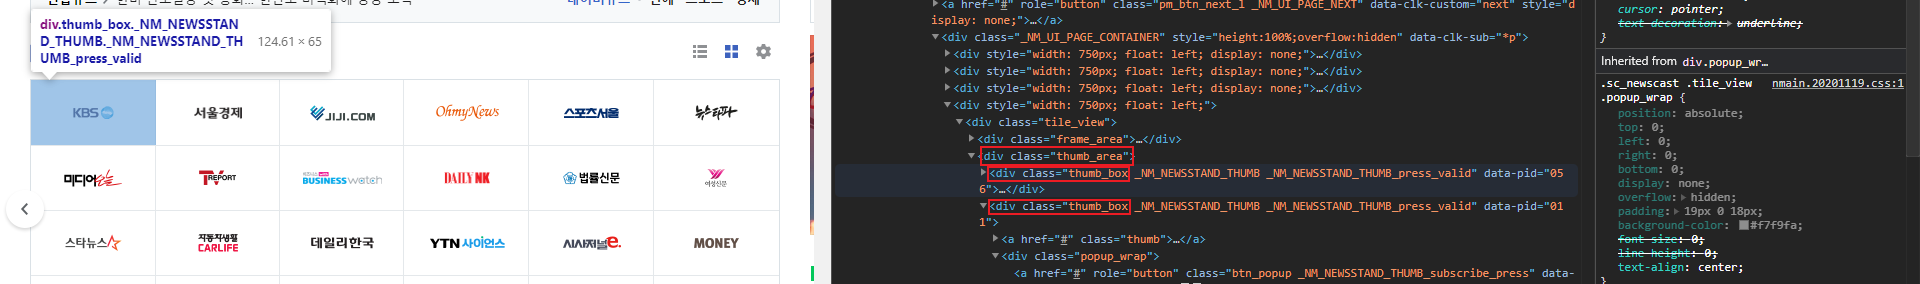 div.thumb_box._NM_NEWSSTAN
D_THUMB._NM_NEWSSTAND_TH
UMB_press_valid
124.61 × 65
KBS
서울경제
JIJI.COM
OhmyNews
스포츠서울
뉴스타파
미디어오늘
TV REPORT
BUSINESSwatch
DAILY NK
법률신문
여성신문
스타뉴스
자동차생활
CARLIFE
데일리한국
YTN 사이언스
시사저널e.
MONEY
<a href="#" role="button" class="pm_btn_next_l _NM_UI_PAGE_NEXT" data-clk-custom="next" style="d
isplay: none;">…</a>
<div class="_NM_UI_PAGE_CONTAINER" style="height:100%;overflow:hidden" data-clk-sub="*p">
<div style="width: 750px; float: left; display: none;">…</div>
<div style="width: 750px; float: left; display: none;">…</div>
<div style="width: 750px; float: left; display: none;">…</div>
<div style="width: 750px; float: left;">
<div class="tile_view">
<div class="frame_area">…</div>
<div class="thumb_area">
<div class="thumb_box _NM_NEWSSTAND_THUMB _NM_NEWSSTAND_THUMB_press_valid" data-pid="05
6">…</div>
<div class="thumb_box _NM_NEWSSTAND_THUMB _NM_NEWSSTAND_THUMB_press_valid" data-pid="01
1">
<a href="#" class="thumb">…</a>
<div class="popup_wrap">
<a href="#" role="button" class="btn_popup _NM_NEWSSTAND_THUMB_subscribe_press" data-
cursor: pointer;
text-decoration: underline;
}
Inherited from div.popup_wr…
.sc_newscast .tile_view nmain.20201119.css:1
.popup_wrap {
position: absolute;
top: 0;
left: 0;
right: 0;
bottom: 0;
display: none;
overflow: hidden;
padding: 19px 0 18px;
background-color: #f7f9fa;
font-size: 0;
line-height: 0;
text-align: center;
}